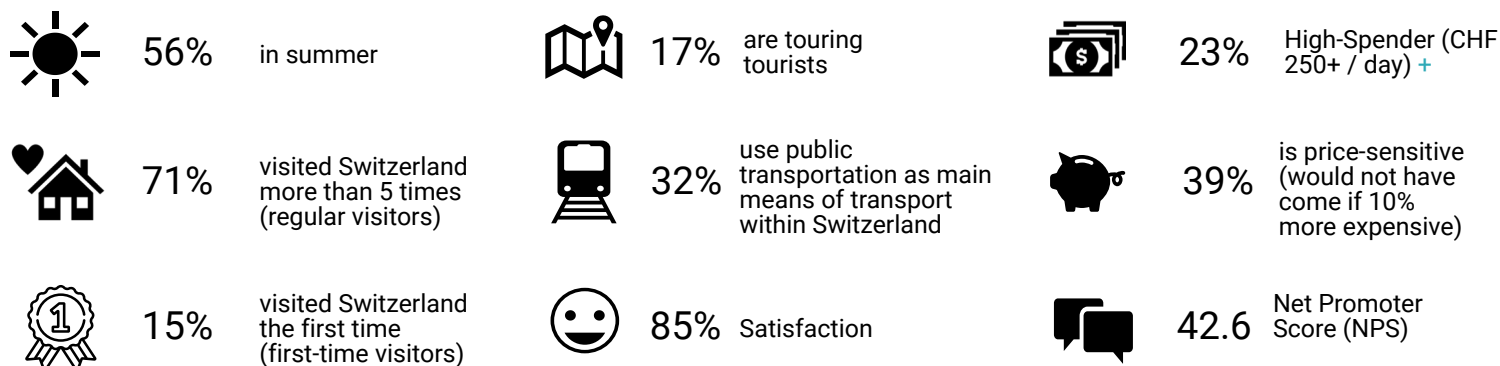 56%
in summer
17%
are touring
tourists
$
23%
High-Spender (CHF
250+ / day) +
71%
visited Switzerland
more than 5 times
(regular visitors)
32%
use public
transportation as main
means of transport
within Switzerland
39%
is price-sensitive
(would not have
come if 10%
more expensive)
1
15%
visited Switzerland
the first time
(first-time visitors)
85%
Satisfaction
42.6
Net Promoter
Score (NPS)